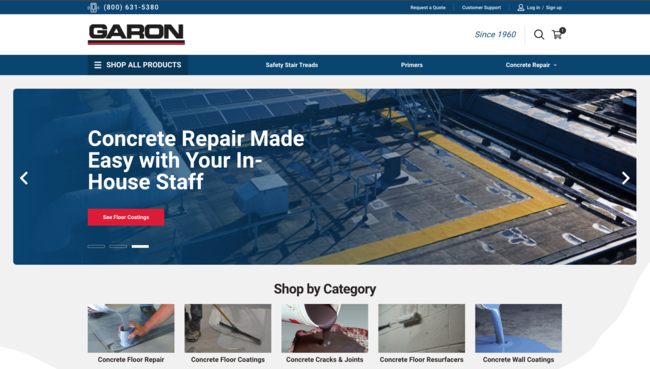 (800) 631-5380
Request a Quote
Customer Support
Log in / Sign up
GARON
Since 1960
1
SHOP ALL PRODUCTS
Safety Stair Treads
Primers
Concrete Repair
Concrete Repair Made
Easy with Your In-
House Staff
See Floor Coatings
Shop by Category
Concrete Floor Repair
Concrete Floor Coatings
Concrete Cracks & Joints
Concrete Floor Resurfacers
Concrete Wall Coatings